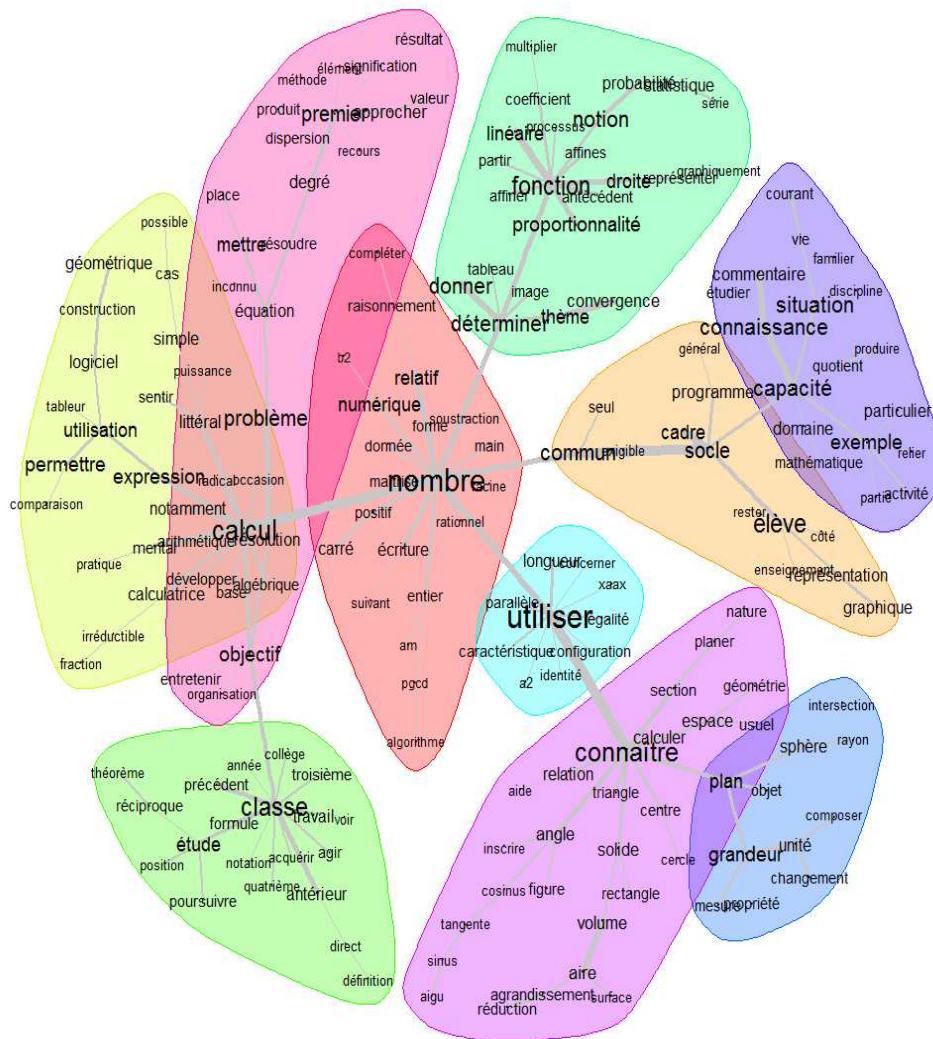 résultat
élément
signification
méthode
produit
premier
approcher
valeur
dispersion
recours
degré
place
mettre
résoudre
inconnu
équation
problème
possible
géométrique
cas
construction
simple
logiciel
puissance
sentir
littéral
tableur
utilisation
permettre
expression
radical
occasion
comparaison
notamment
calcul
arithmétique
résolution
mental
pratique
développer
algébrique
calculatrice
base
irréductible
fraction
objectif
entretenir
organisation
compléter
raisonnement
relatif
numérique
forme
soustraction
main
nombre
racine
positif
rationnel
carré
écriture
suivant
entier
am
pgcd
algorithme
multiplier
probabilité
statistique
série
coefficient
processus
notion
linéaire
partir
affines
fonction
droite
représenter
graphiquement
antécédent
proportionnalité
tableau
donner
image
convergence
déterminer
thème
courant
vie
familier
commentaire
étudier
discipline
situation
connaissance
produire
quotient
capacité
particulier
domaine
exemple
relier
mathématique
partie
activité
général
programme
seul
cadre
commun
exigible
socle
rester
élève
côté
enseignement
représentation
graphique
longueur
concerner
xaax
parallèle
utiliser
égalité
caractéristique
configuration
identité
a2
nature
planer
section
géométrie
espace
usuel
calculer
connaître
relation
triangle
aide
centre
angle
inscrire
solide
cercle
cosinus
figure
rectangle
tangente
volume
sinus
aire
aigu
agrandissement
surface
réduction
intersection
sphère
rayon
plan
objet
composer
unité
grandeur
changement
mesure
propriété
collège
année
théorème
troisième
précédent
réciproque
classe
formule
travail
voir
étude
position
notation
acquérir
agir
quatrième
poursuivre
antérieur
direct
définition